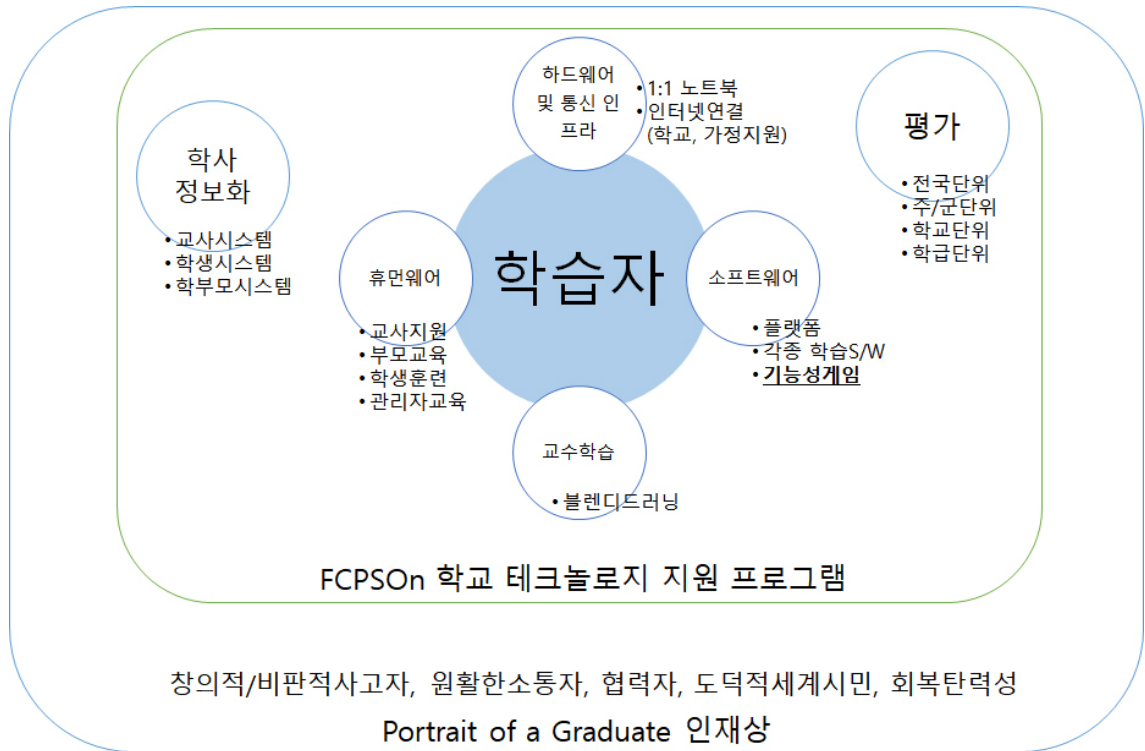 하드웨어
및 통신 인
프라
• 1:1 노트북
• 인터넷연결
(학교, 가정지원)
평가
• 전국단위
• 주/군단위
• 학교단위
• 학급단위
학사
정보화
• 교사시스템
• 학생시스템
• 학부모시스템
휴먼웨어
• 교사지원
• 부모교육
• 학생훈련
• 관리자교육
학습자
소프트웨어
• 플랫폼
• 각종 학습S/W
• 기능성게임
교수학습
• 블렌디드러닝
FCPSOn 학교 테크놀로지 지원 프로그램
창의적/비판적사고자, 원활한소통자, 협력자, 도덕적세계시민, 회복탄력성
Portrait of a Graduate 인재상